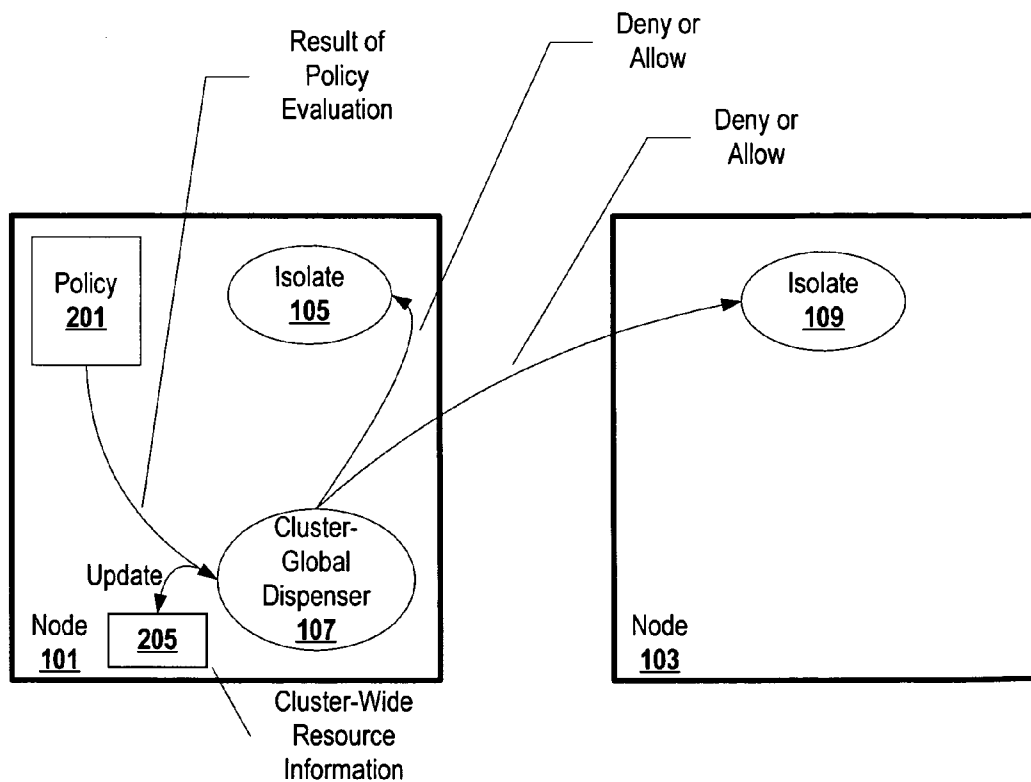 Result of
Policy
Evaluation
Deny or
Allow
Deny or
Allow
Policy
201
Isolate
105
Isolate
109
Cluster-
Global
Dispenser
107
Update
205
Node
101
Node
103
Cluster-Wide
Resource
Information